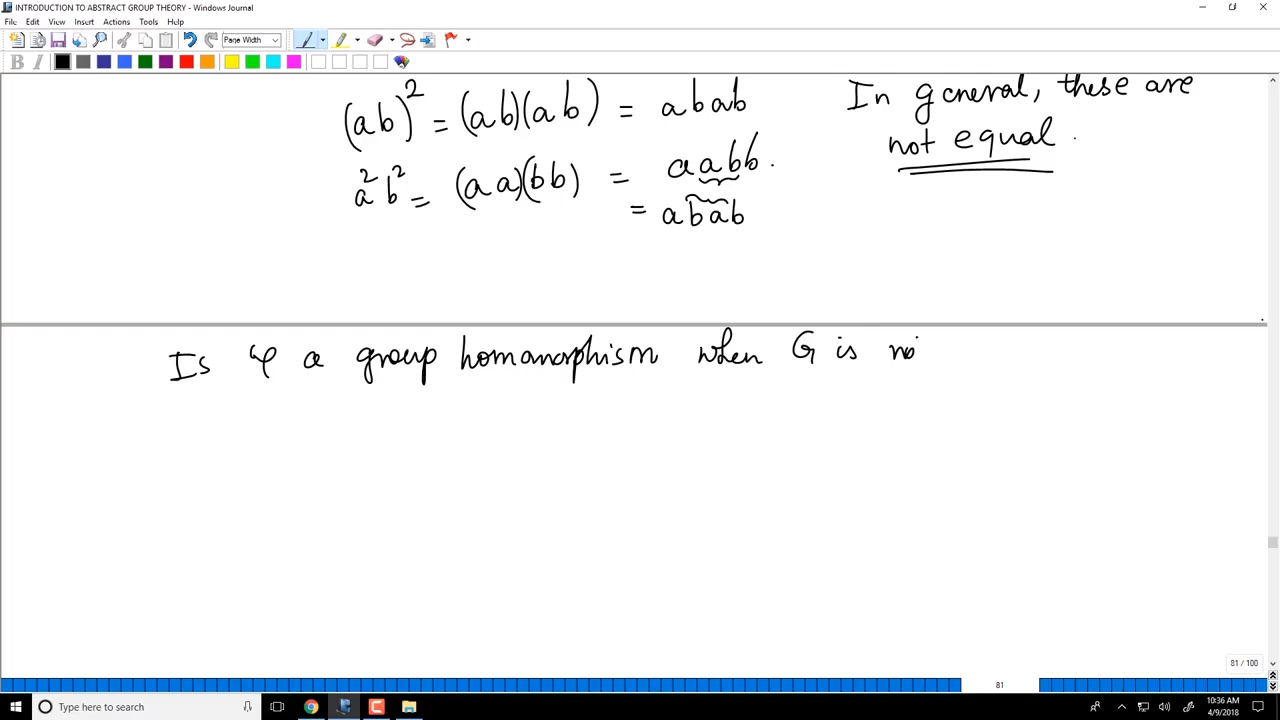 INTRODUCTION TO ABSTRACT GROUP THEORY - Windows Journal
File Edit View Insert Actions Tools Help
Page Width
B I
(ab)² = (ab)(ab) = abab
a²b² = (aa)(bb) = aabb.
= abab
In general, these are
not equal.
Is φ a group homomorphism when G is no
81 / 100
81
Type here to search
10:36 AM
4/9/2018